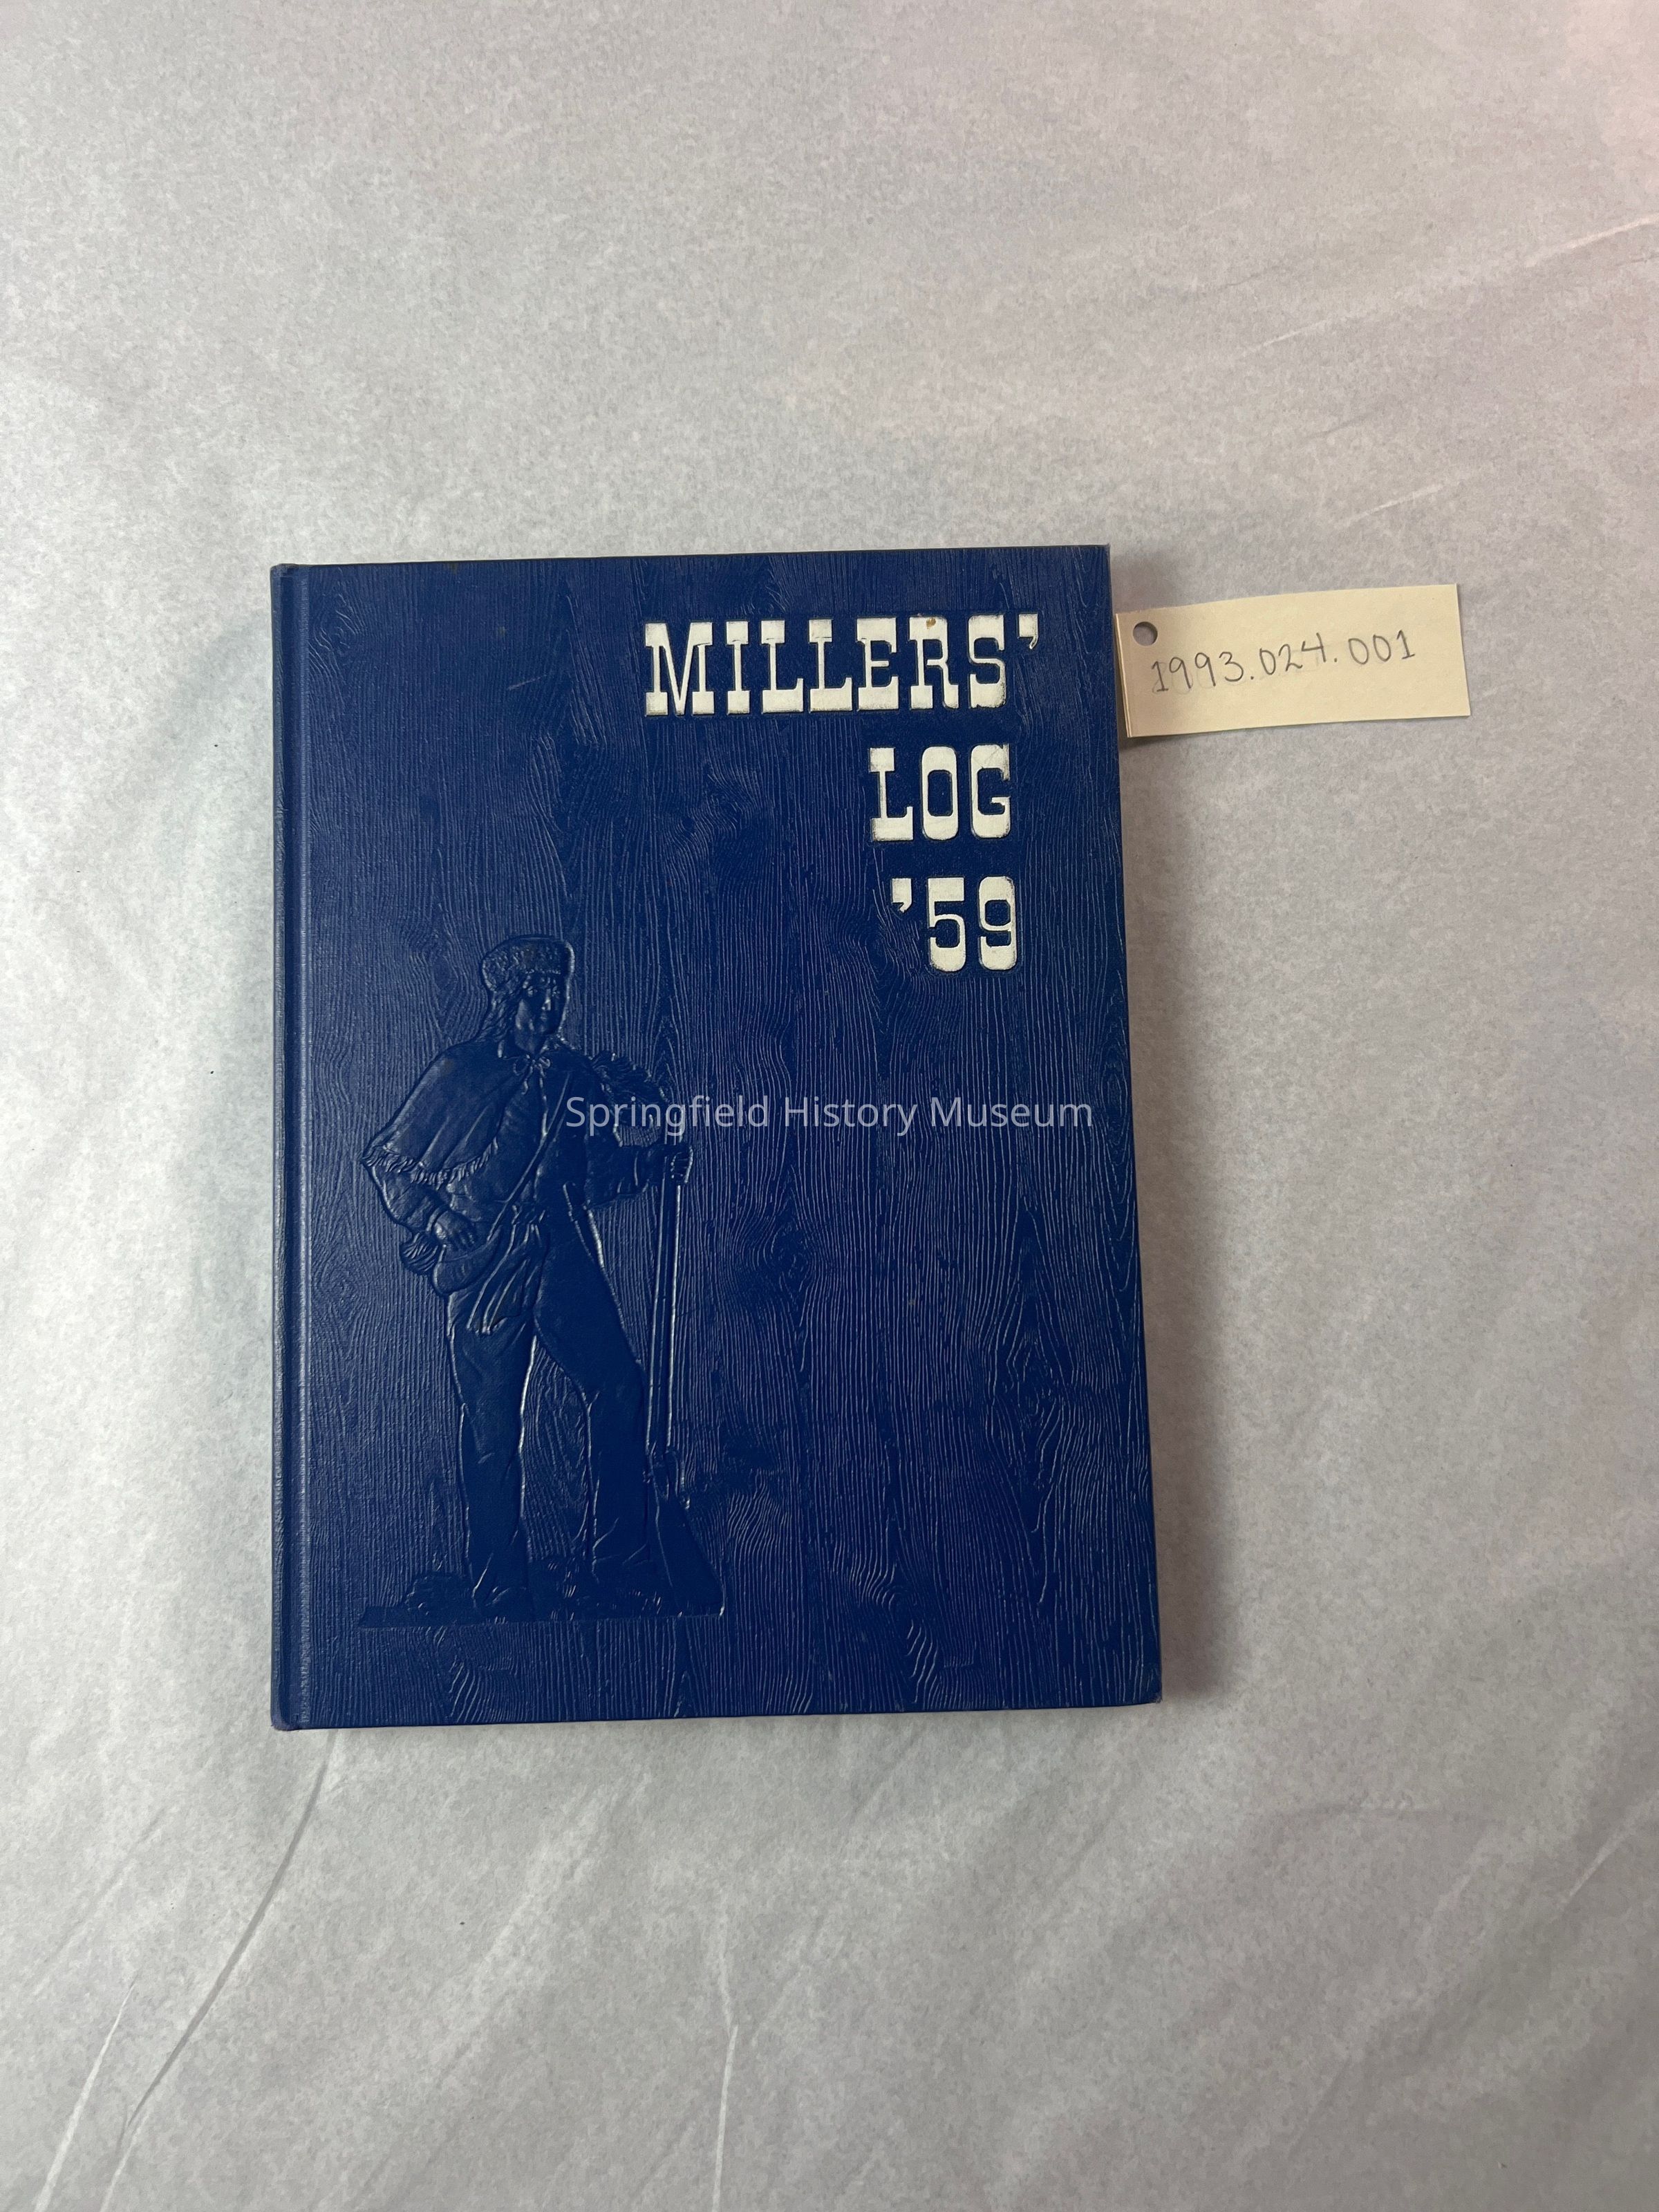 MILLERS'
LOG
'59
1993.024.001
Springfield History Museum